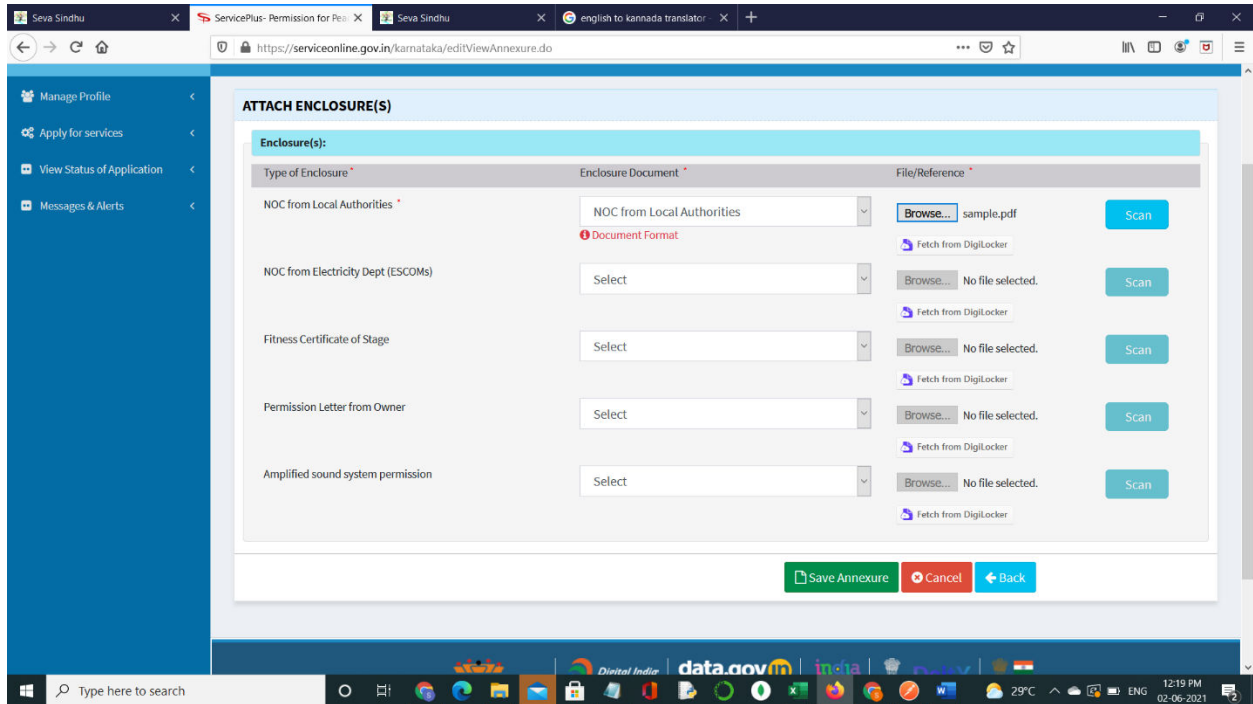 Seva Sindhu
ServicePlus- Permission for Pea
Seva Sindhu
english to kannada translator -
https://serviceonline.gov.in/karnataka/editViewAnnexure.do
Manage Profile
Apply for services
View Status of Application
Messages & Alerts
ATTACH ENCLOSURE(S)
Enclosure(s):
Type of Enclosure * Enclosure Document * File/Reference *
NOC from Local Authorities * NOC from Local Authorities Browse... sample.pdf Scan
Document Format
Fetch from DigiLocker
NOC from Electricity Dept (ESCOMs) Select Browse... No file selected. Scan
Fetch from DigiLocker
Fitness Certificate of Stage Select Browse... No file selected. Scan
Fetch from DigiLocker
Permission Letter from Owner Select Browse... No file selected. Scan
Fetch from DigiLocker
Amplified sound system permission Select Browse... No file selected. Scan
Fetch from DigiLocker
Save Annexure Cancel Back
Digital India data.gov in india
Type here to search
29°C ENG 12:19 PM
02-06-2021
2